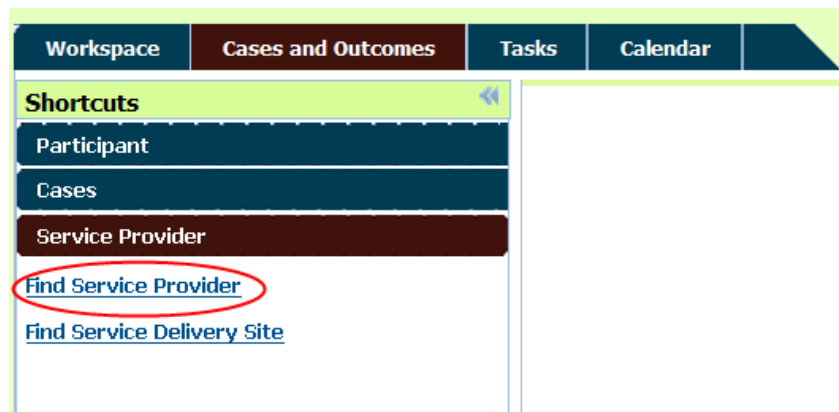 Workspace Cases and Outcomes Tasks Calendar
Shortcuts
Participant
Cases
Service Provider
Find Service Provider
Find Service Delivery Site